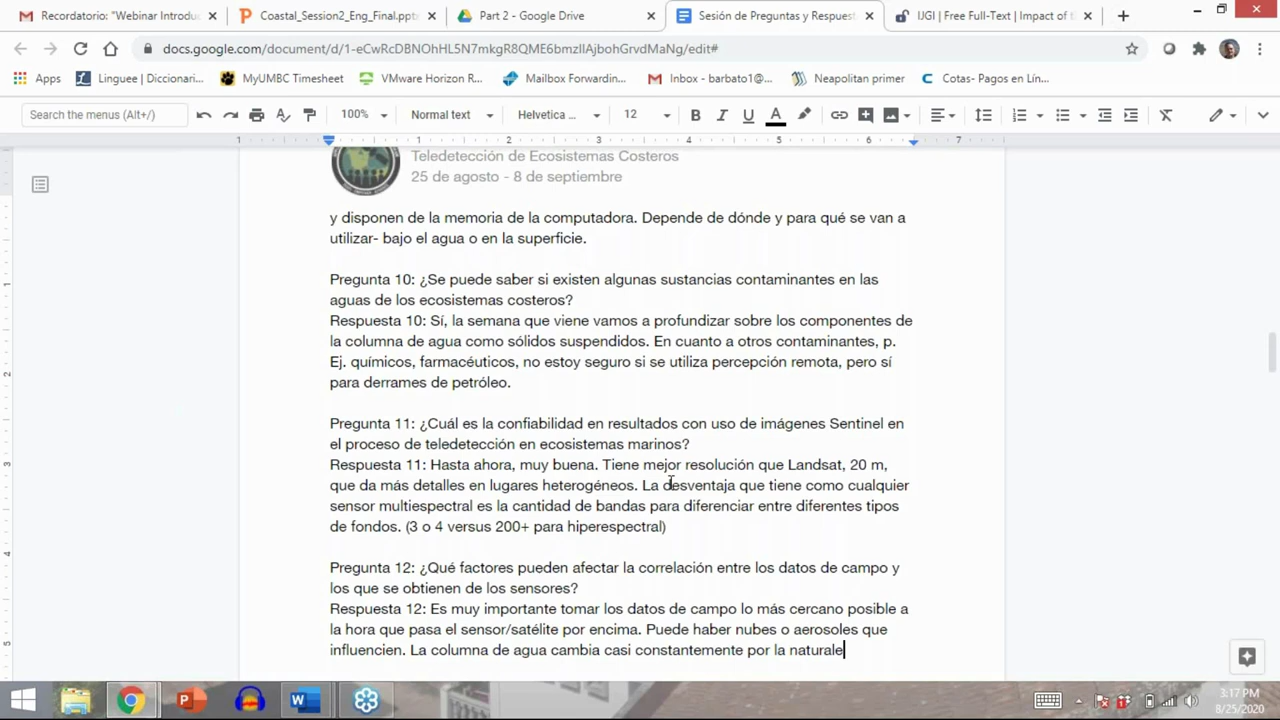 Recordatorio: "Webinar Introdu
Coastal_Session2_Eng_Final.ppt
Part 2 - Google Drive
Sesión de Preguntas y Respuest
IJGI | Free Full-Text | Impact of t
docs.google.com/document/d/1-eCwRcDBNOhHL5N7mkgR8QME6bmzIIAjbohGrvdMaNg/edit#
Apps
Linguee | Diccionari...
MyUMBC Timesheet
VMware Horizon R...
Mailbox Forwardin...
Inbox - barbato1@...
Neapolitan primer
Cotas- Pagos en Lín...
Search the menus (Alt+/)
100%
Normal text
Helvetica ...
12
B
I
U
A
1
1
2
3
4
5
6
7
Teledetección de Ecosistemas Costeros
25 de agosto - 8 de septiembre
y disponen de la memoria de la computadora. Depende de dónde y para qué se van a
utilizar- bajo el agua o en la superficie.
Pregunta 10: ¿Se puede saber si existen algunas sustancias contaminantes en las
aguas de los ecosistemas costeros?
Respuesta 10: Sí, la semana que viene vamos a profundizar sobre los componentes de
la columna de agua como sólidos suspendidos. En cuanto a otros contaminantes, p.
Ej. químicos, farmacéuticos, no estoy seguro si se utiliza percepción remota, pero sí
para derrames de petróleo.
Pregunta 11: ¿Cuál es la confiabilidad en resultados con uso de imágenes Sentinel en
el proceso de teledetección en ecosistemas marinos?
Respuesta 11: Hasta ahora, muy buena. Tiene mejor resolución que Landsat, 20 m,
que da más detalles en lugares heterogéneos. La desventaja que tiene como cualquier
sensor multiespectral es la cantidad de bandas para diferenciar entre diferentes tipos
de fondos. (3 o 4 versus 200+ para hiperespectral)
Pregunta 12: ¿Qué factores pueden afectar la correlación entre los datos de campo y
los que se obtienen de los sensores?
Respuesta 12: Es muy importante tomar los datos de campo lo más cercano posible a
la hora que pasa el sensor/satélite por encima. Puede haber nubes o aerosoles que
influencien. La columna de agua cambia casi constantemente por la naturale
1
2
3
4
5
3:17 PM
8/25/2020